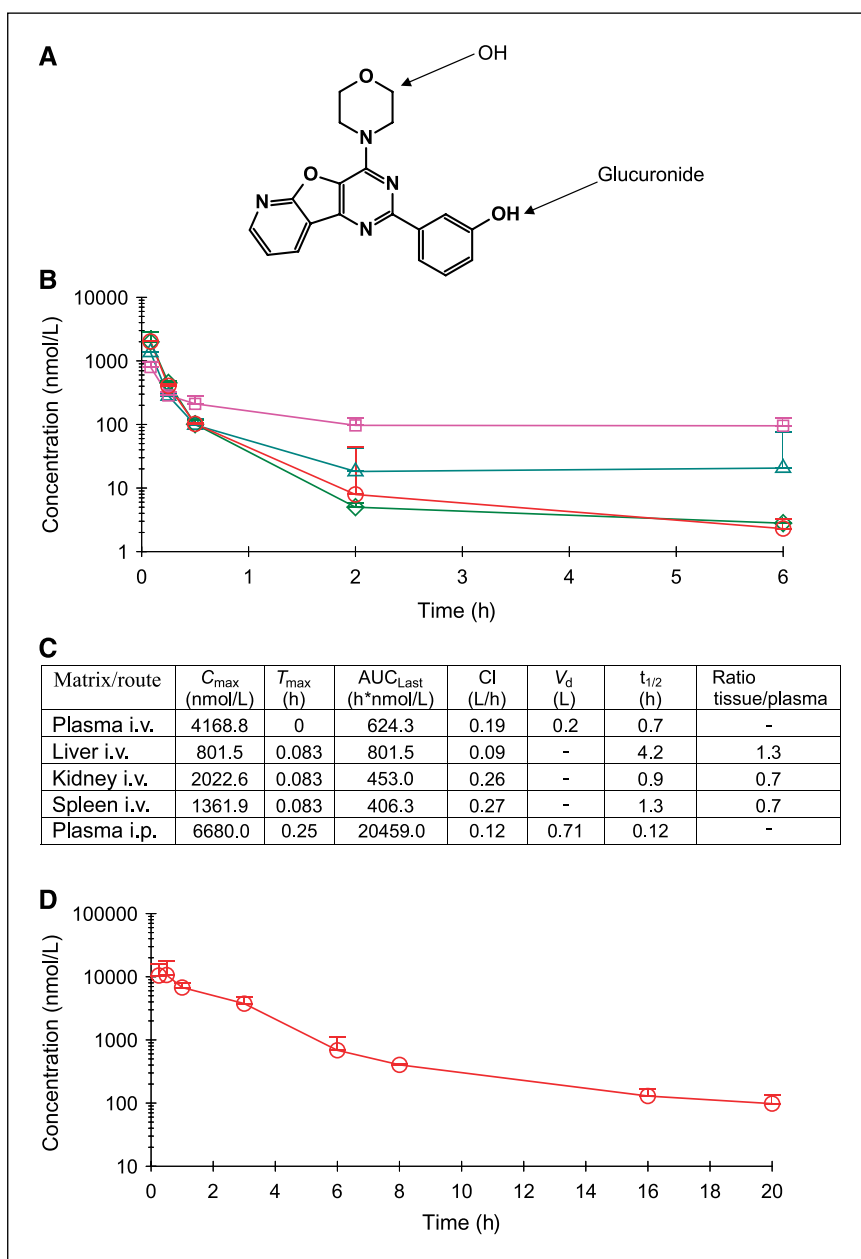 A
OH
O
N
O
N
N
N
OH
Glucuronide
B
Concentration (nmol/L)
10000
1000
100
10
1
0 1 2 3 4 5 6
Time (h)
C
Matrix/route Cmax (nmol/L) Tmax (h) AUCLast (h*nmol/L) Cl (L/h) Vd (L) t1/2 (h) Ratio tissue/plasma
Plasma i.v. 4168.8 0 624.3 0.19 0.2 0.7 -
Liver i.v. 801.5 0.083 801.5 0.09 - 4.2 1.3
Kidney i.v. 2022.6 0.083 453.0 0.26 - 0.9 0.7
Spleen i.v. 1361.9 0.083 406.3 0.27 - 1.3 0.7
Plasma i.p. 6680.0 0.25 20459.0 0.12 0.71 0.12 -
D
Concentration (nmol/L)
100000
10000
1000
100
10
0 2 4 6 8 10 12 14 16 18 20
Time (h)